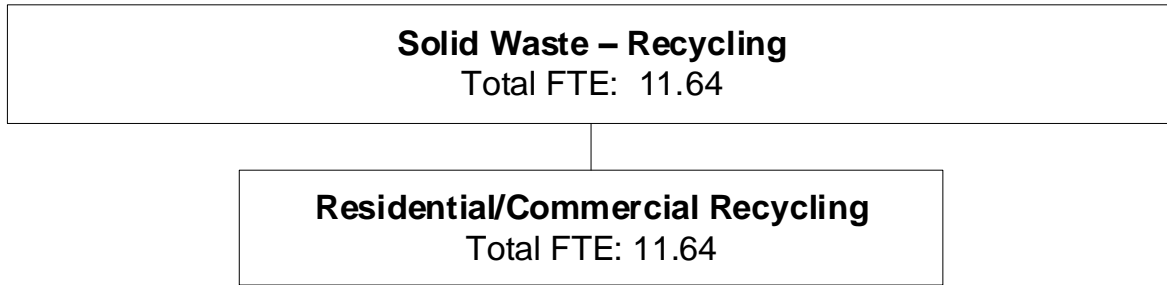 Solid Waste – Recycling
Total FTE:  11.64
Residential/Commercial Recycling
Total FTE: 11.64